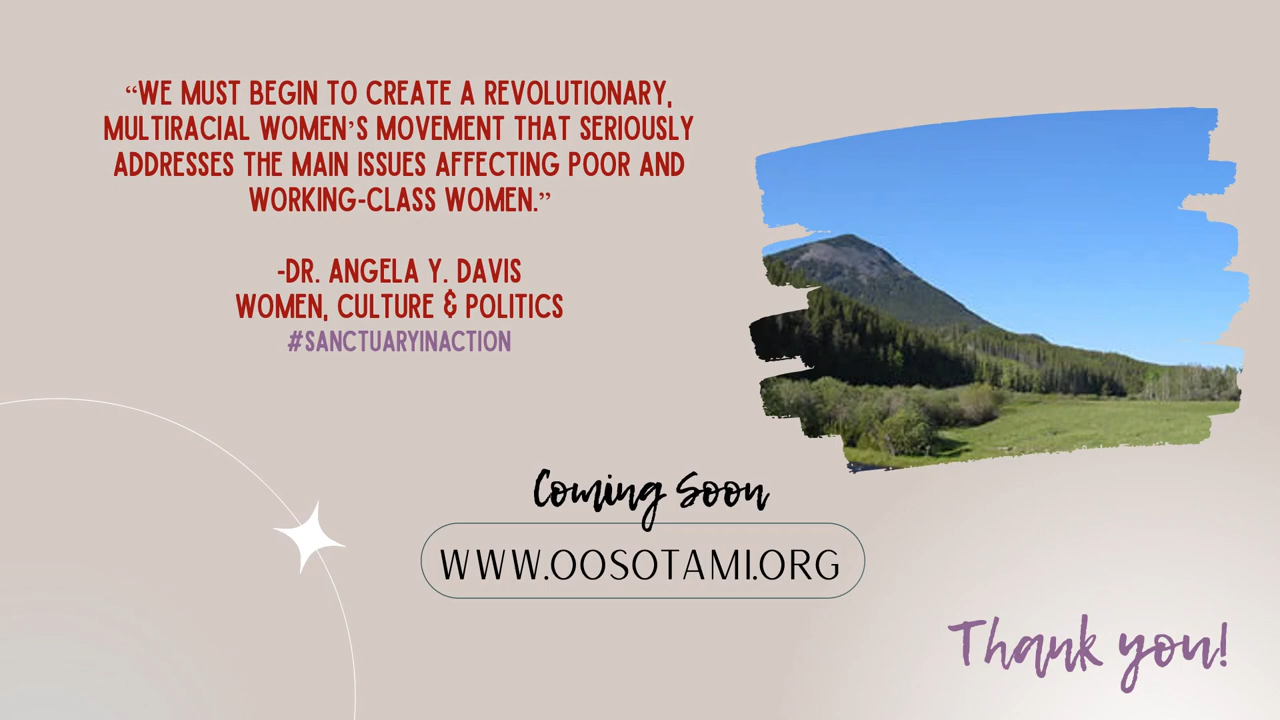 “WE MUST BEGIN TO CREATE A REVOLUTIONARY,
MULTIRACIAL WOMEN’S MOVEMENT THAT SERIOUSLY
ADDRESSES THE MAIN ISSUES AFFECTING POOR AND
WORKING-CLASS WOMEN.”
-DR. ANGELA Y. DAVIS
WOMEN, CULTURE & POLITICS
#SANCTUARYINACTION
Coming Soon
WWW.OOSOTAMI.ORG
Thank you!